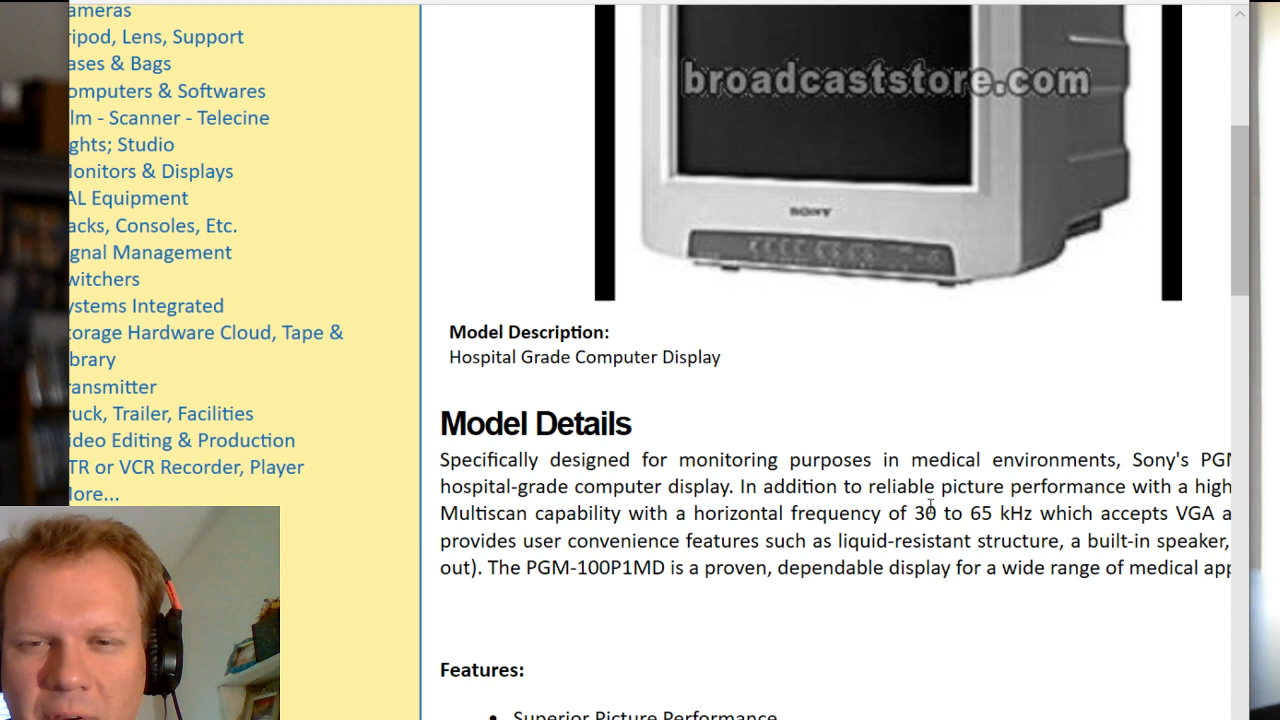 ameras
ripod, Lens, Support
ases & Bags
omputers & Softwares
lm - Scanner - Telecine
ghts; Studio
onitors & Displays
AL Equipment
acks, Consoles, Etc.
gnal Management
witchers
ystems Integrated
torage Hardware Cloud, Tape &
brary
ransmitter
ruck, Trailer, Facilities
ideo Editing & Production
TR or VCR Recorder, Player
ore...
broadcaststore.com
SONY
Model Description:
Hospital Grade Computer Display
Model Details
Specifically designed for monitoring purposes in medical environments, Sony's PGM
hospital-grade computer display. In addition to reliable picture performance with a high
Multiscan capability with a horizontal frequency of 30 to 65 kHz which accepts VGA a
provides user convenience features such as liquid-resistant structure, a built-in speaker,
out). The PGM-100P1MD is a proven, dependable display for a wide range of medical app
Features:
• Superior Picture Performance